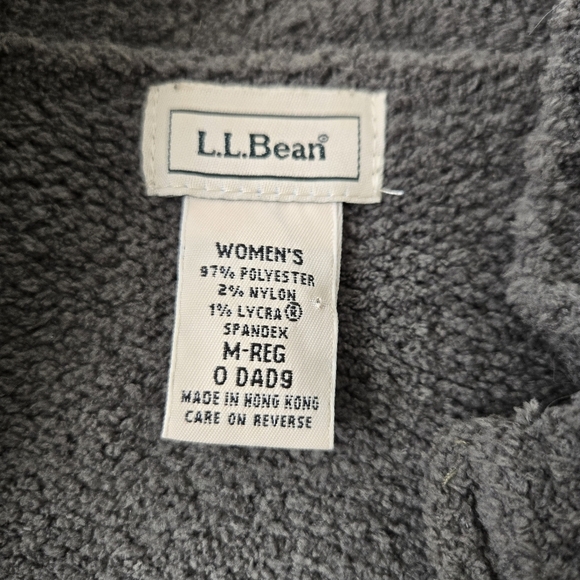 L.L.Bean®
WOMEN'S
97% POLYESTER
2% NYLON
1% LYCRA®
SPANDEX
M-REG
0 DAD9
MADE IN HONG KONG
CARE ON REVERSE